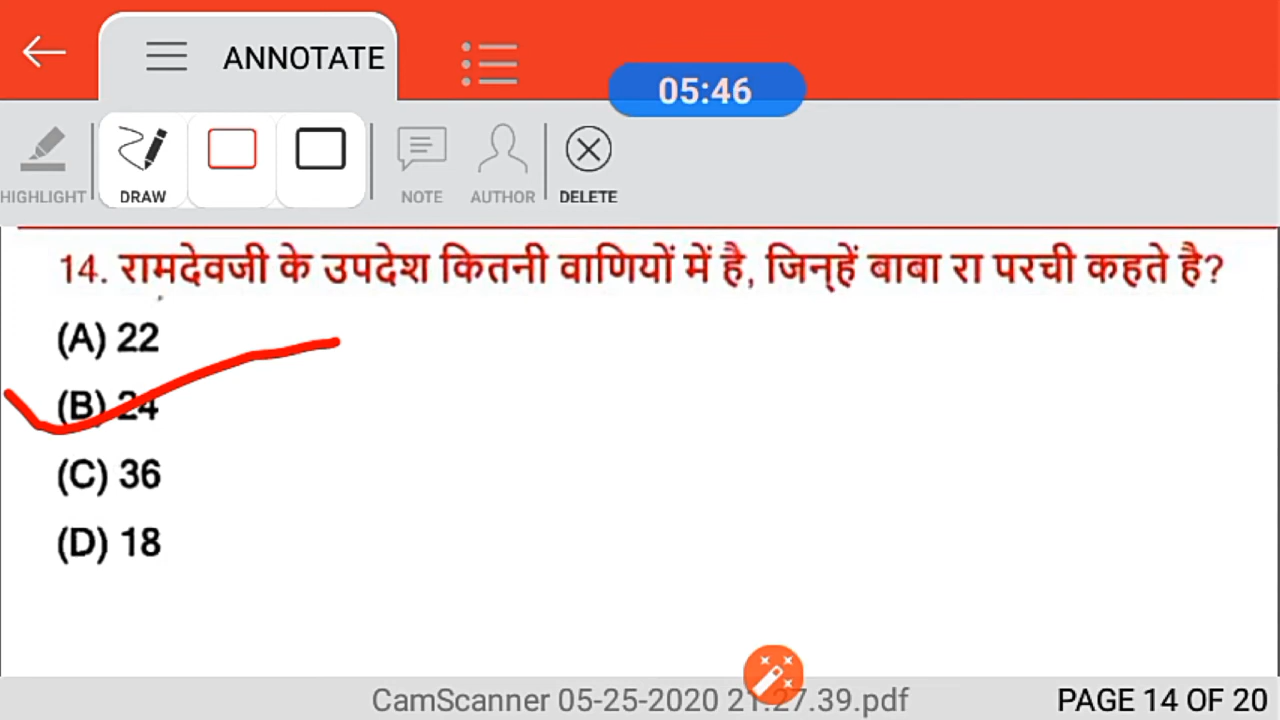 ANNOTATE
05:46
HIGHLIGHT DRAW NOTE AUTHOR DELETE
14. रामदेवजी के उपदेश कितनी वाणियों में है, जिन्हें बाबा रा परची कहते है?
(A) 22
(B) 24
(C) 36
(D) 18
CamScanner 05-25-2020 21.27.39.pdf PAGE 14 OF 20